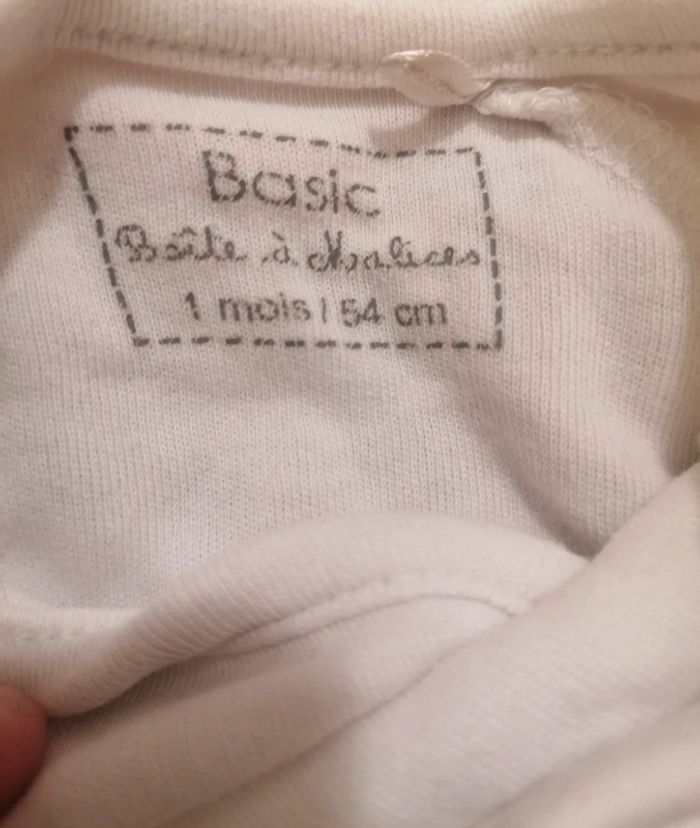 Basic
Boîte à Malices
1 mois | 54 cm